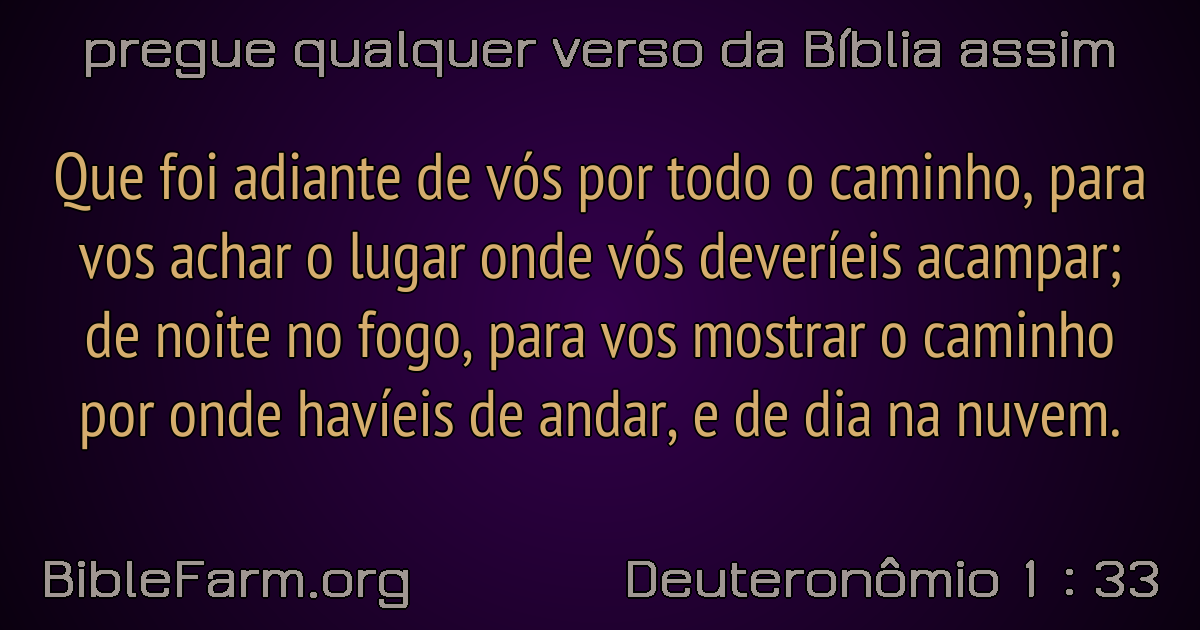 pregue qualquer verso da Bíblia assim
Que foi adiante de vós por todo o caminho, para
vos achar o lugar onde vós deveríeis acampar;
de noite no fogo, para vos mostrar o caminho
por onde havíeis de andar, e de dia na nuvem.
BibleFarm.org
Deuteronômio 1 : 33